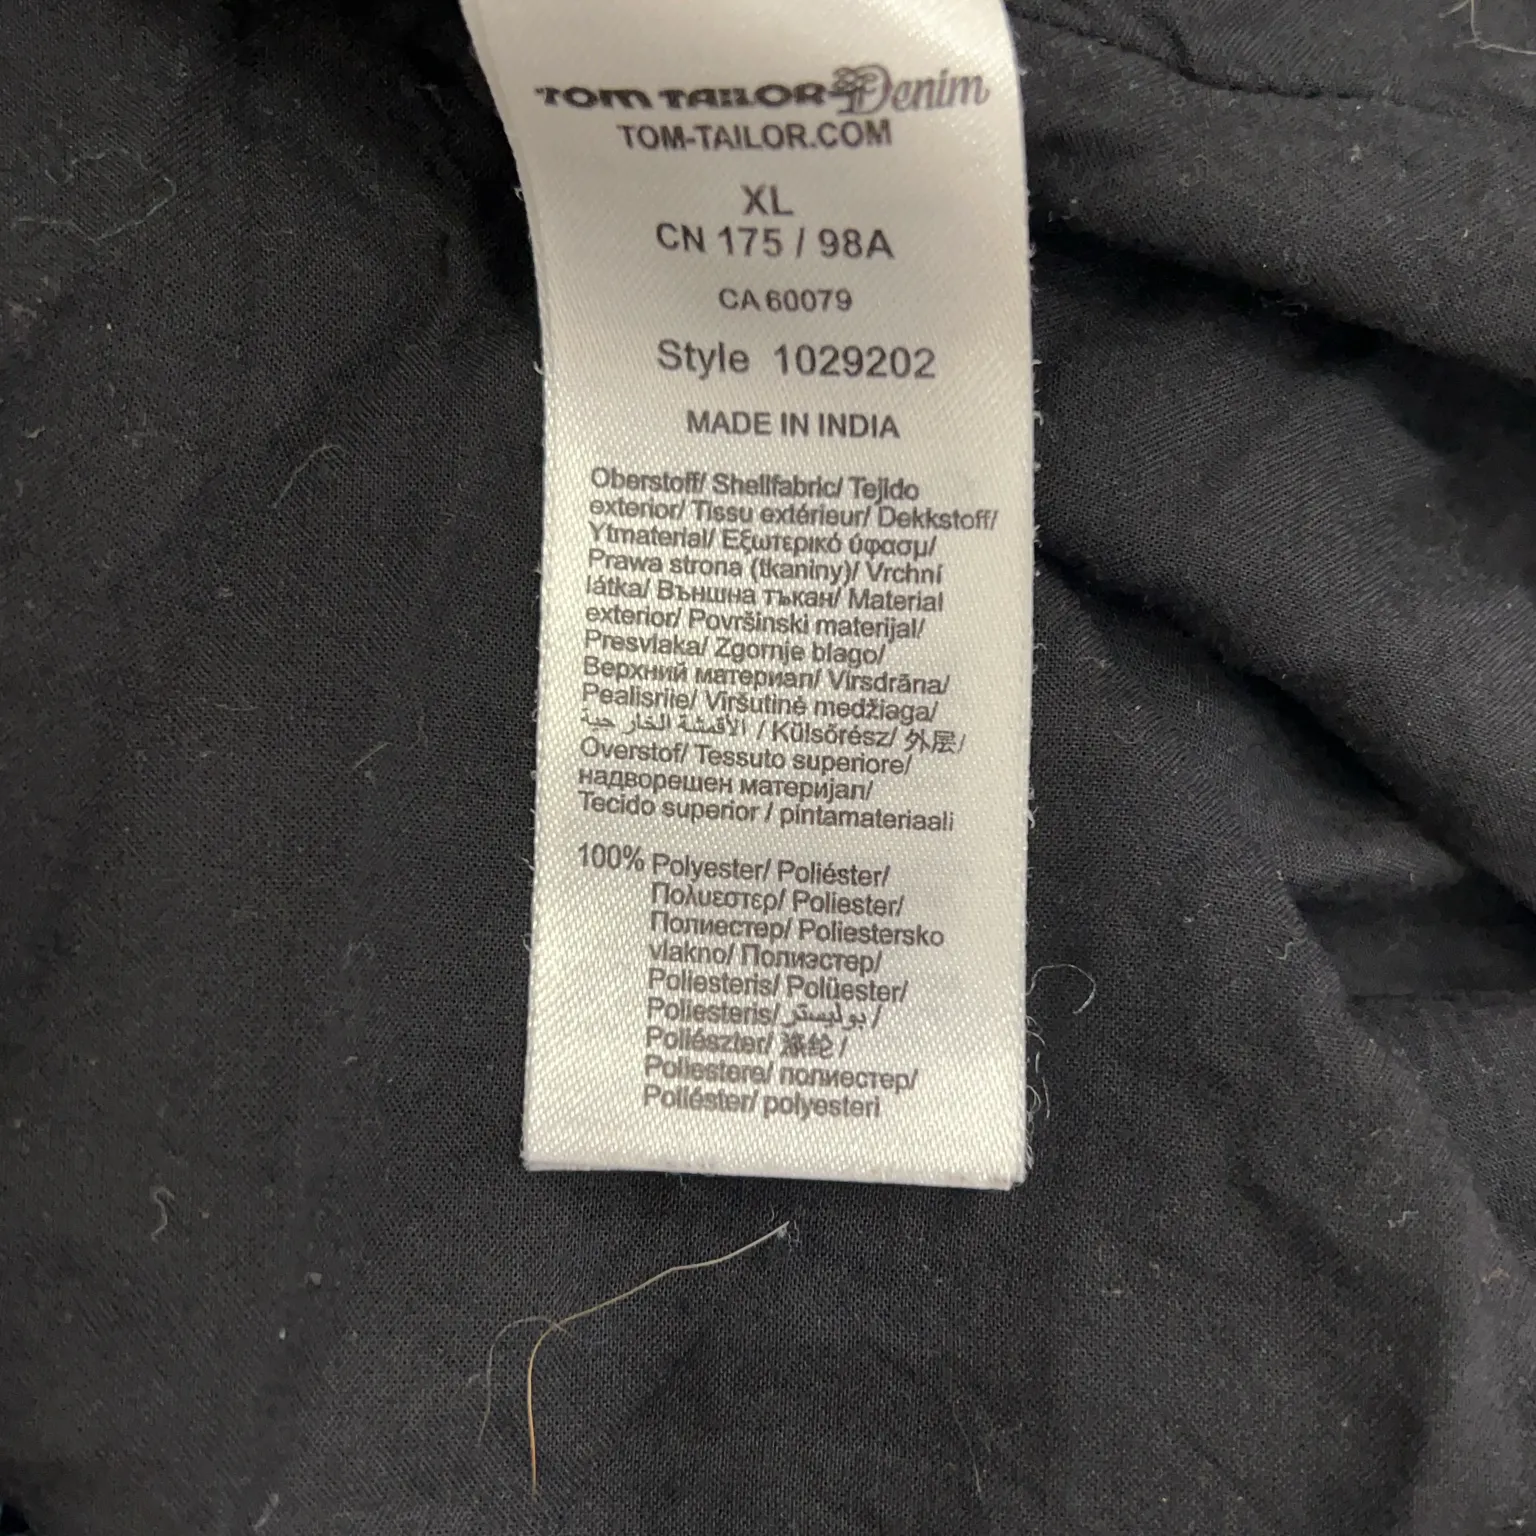 TOM TAILOR Denim
TOM-TAILOR.COM
XL
CN 175 / 98A
CA 60079
Style 1029202
MADE IN INDIA
Oberstoff/ Shellfabric/ Tejido
exterior/ Tissu extérieur/ Dekkstoff/
Ytmaterial/ Εξωτερικό ύφασμ/
Prawa strona (tkaniny)/ Vrchní
látka/ Външна тъкан/ Material
exterior/ Površinski materijal/
Presvlaka/ Zgornje blago/
Верхний материал/ Virsdrāna/
Pealisriie/ Viršutinė medžiaga/
الأقمشة الخارجية / Külsőrész/ 外层/
Overstof/ Tessuto superiore/
надворешен материјал/
Tecido superior / pintamateriaali
100% Polyester/ Poliéster/
Πολυεστερ/ Poliester/
Полиестер/ Poliestersko
vlakno/ Полиэстер/
Poliesteris/ Polüester/
Poliesteris/ بوليستر /
Poliészter/ 涤纶 /
Poliestere/ полиестер/
Poliéster/ polyesteri